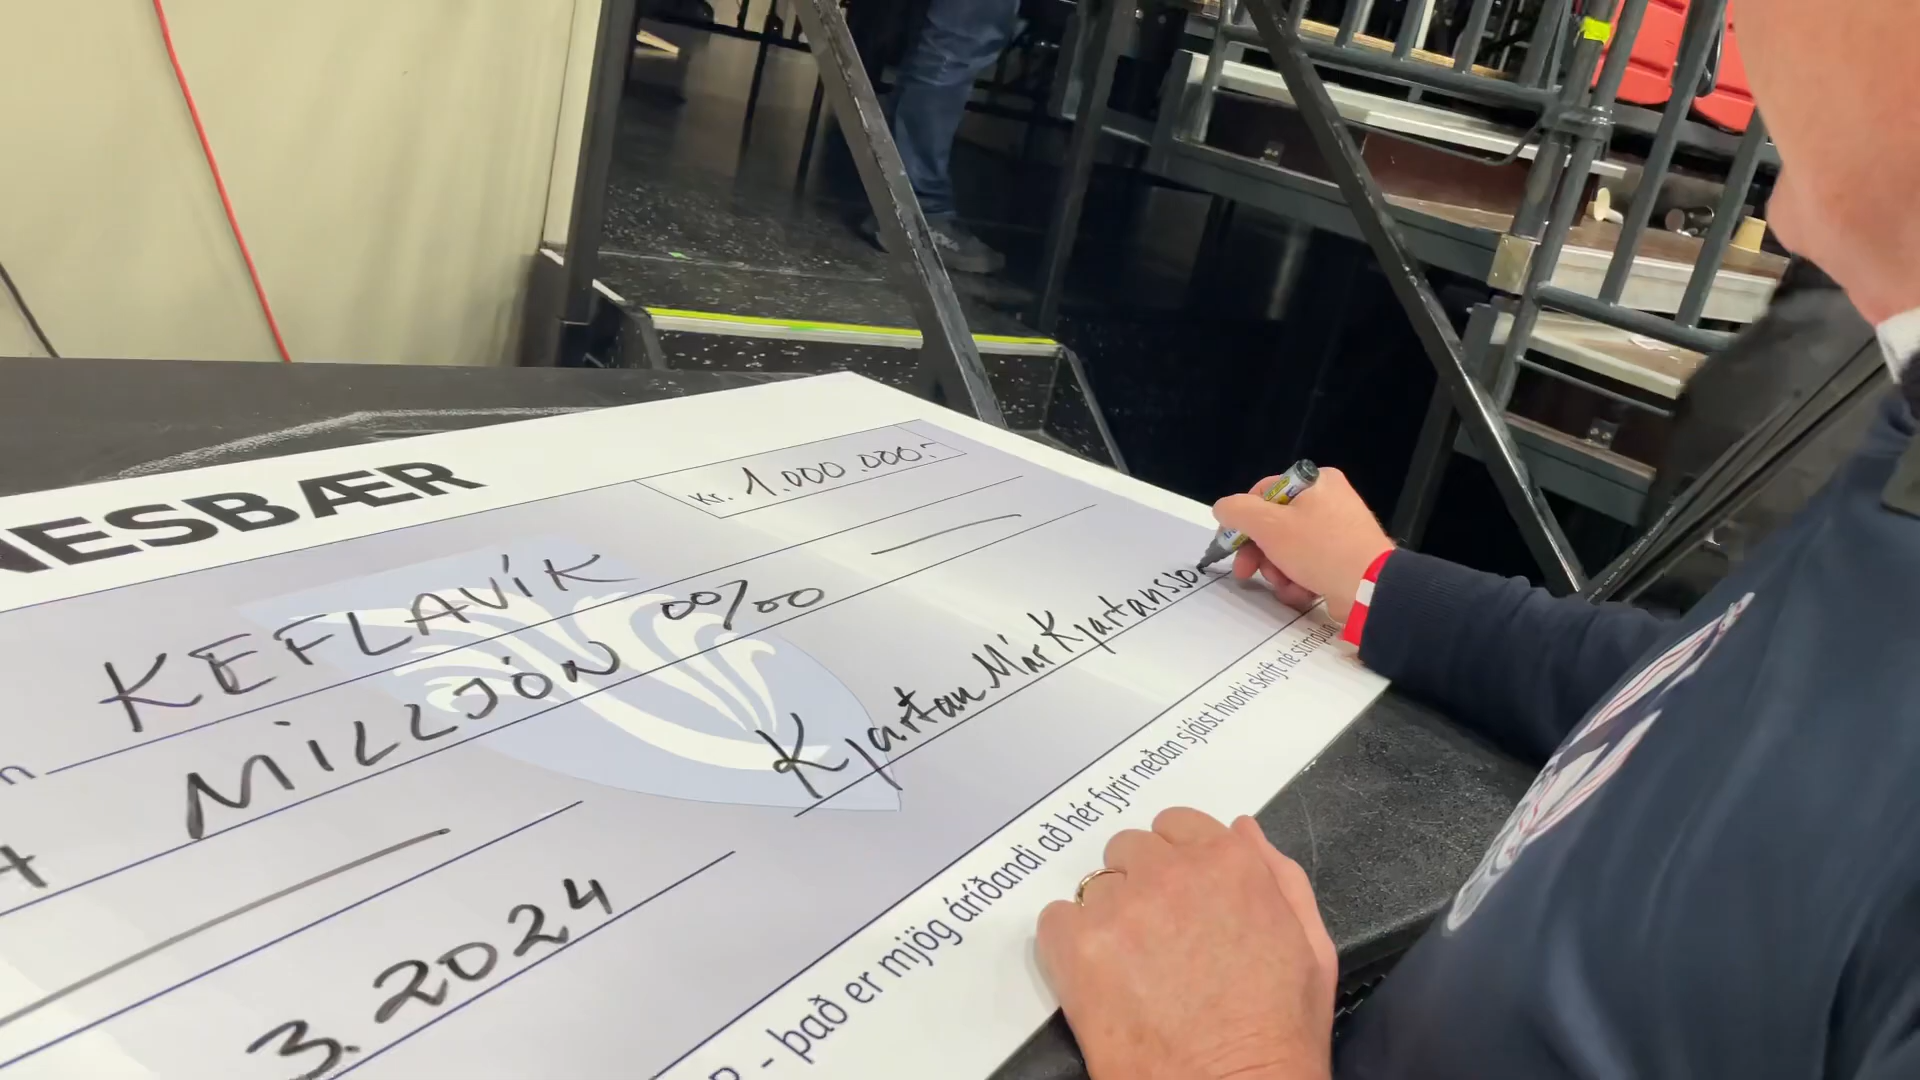 NESBÆR
Kr. 1.000.000.-
KEFLAVÍK
MILLJÓN 00/00
Kjartan Már Kjartansson
3. 2024
- það er mjög áríðandi að hér fyrir neðan sjáist hvorki skrift né stimplun